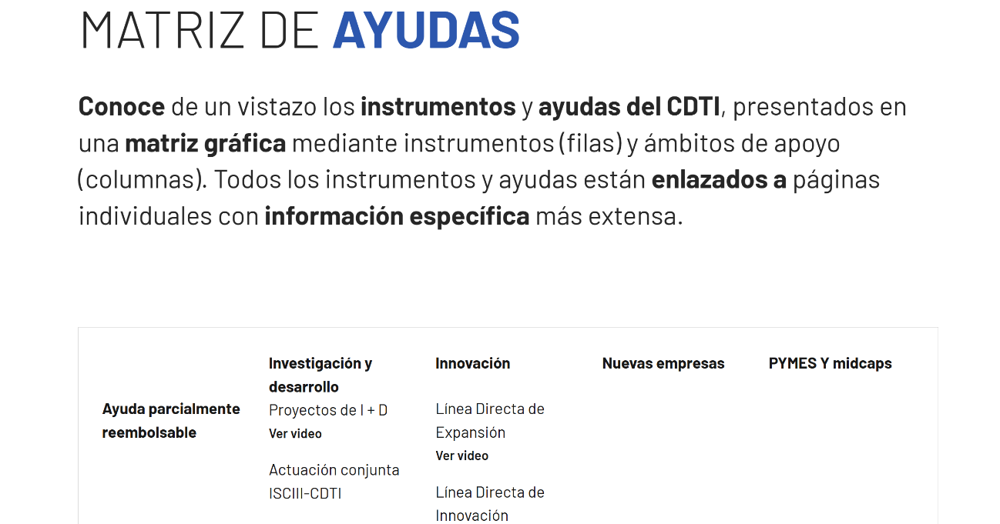 MATRIZ DE AYUDAS
Conoce de un vistazo los instrumentos y ayudas del CDTI, presentados en
una matriz gráfica mediante instrumentos (filas) y ámbitos de apoyo
(columnas). Todos los instrumentos y ayudas están enlazados a páginas
individuales con información específica más extensa.
Investigación y
desarrollo
Innovación
Nuevas empresas
PYMES Y midcaps
Ayuda parcialmente
reembolsable
Proyectos de I + D
Ver video
Actuación conjunta
ISCIII-CDTI
Línea Directa de
Expansión
Ver video
Línea Directa de
Innovación